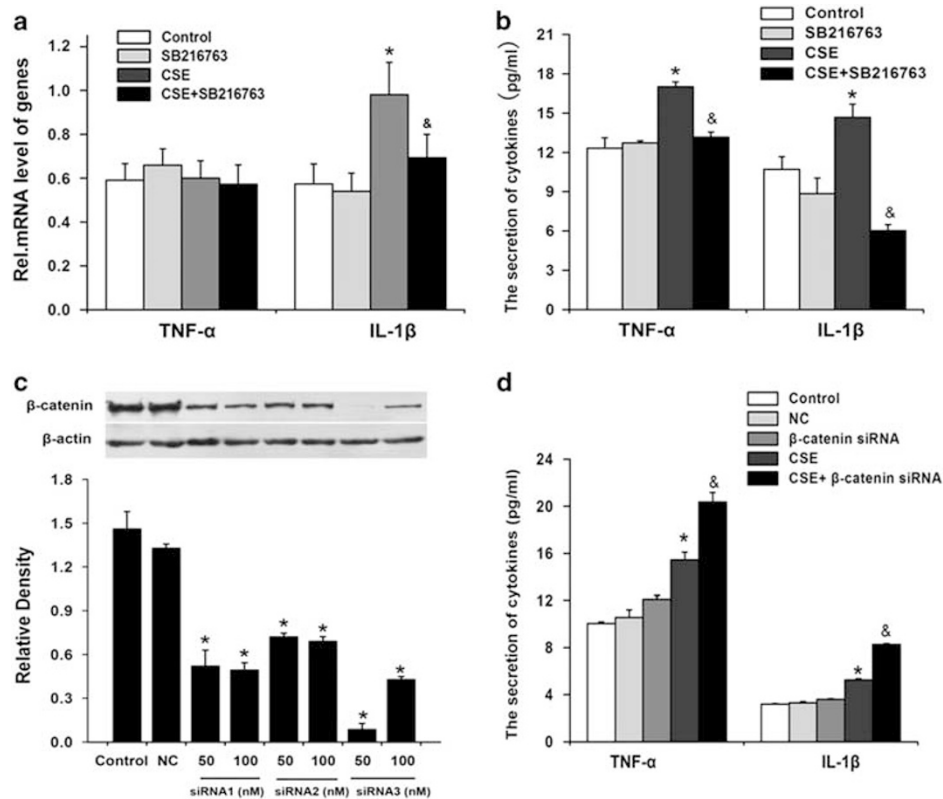 a
Rel.mRNA level of genes
1.2
1.0
0.8
0.6
0.4
0.2
0.0
Control
SB216763
CSE
CSE+SB216763
*
&
TNF-α IL-1β
b
The secretion of cytokines (pg/ml)
21
18
15
12
9
6
3
0
Control
SB216763
CSE
CSE+SB216763
* & * &
TNF-α IL-1β
c
β-catenin
β-actin
Relative Density
1.8
1.5
1.2
0.9
0.6
0.3
0.0
* * * * * *
Control NC 50 100 50 100 50 100
siRNA1 (nM) siRNA2 (nM) siRNA3 (nM)
d
The secretion of cytokines (pg/ml)
24
20
16
12
8
4
0
Control
NC
β-catenin siRNA
CSE
CSE+ β-catenin siRNA
* & * &
TNF-α IL-1β